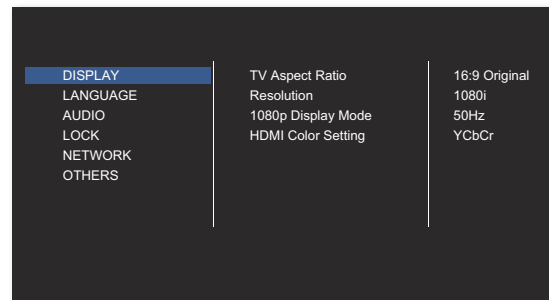 DISPLAY
LANGUAGE
AUDIO
LOCK
NETWORK
OTHERS
TV Aspect Ratio
Resolution
1080p Display Mode
HDMI Color Setting
16:9 Original
1080i
50Hz
YCbCr